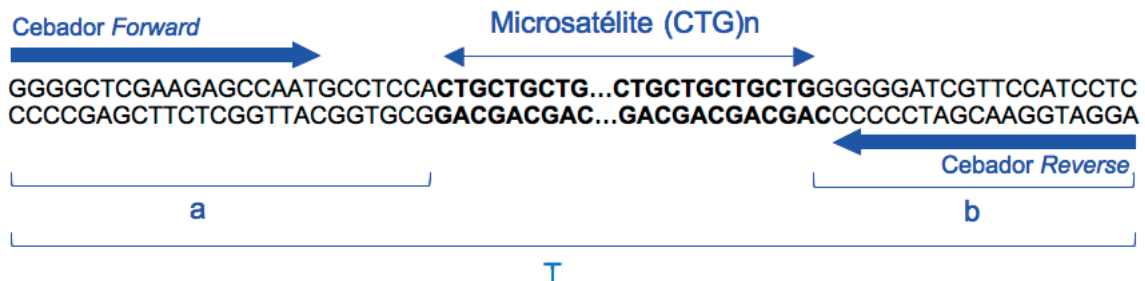 Cebador Forward
Microsatélite (CTG)n
GGGGCTCGAAGAGCCAATGCCTCCACTGCTGCTG...CTGCTGCTGCTGGGGGGATCGTTCCATCCTC
CCCCGAGCTTCTCGGTTACGGTGCGGACGACGAC...GACGACGACGACCCCCCTAGCAAGGTAGGA
Cebador Reverse
a
b
T